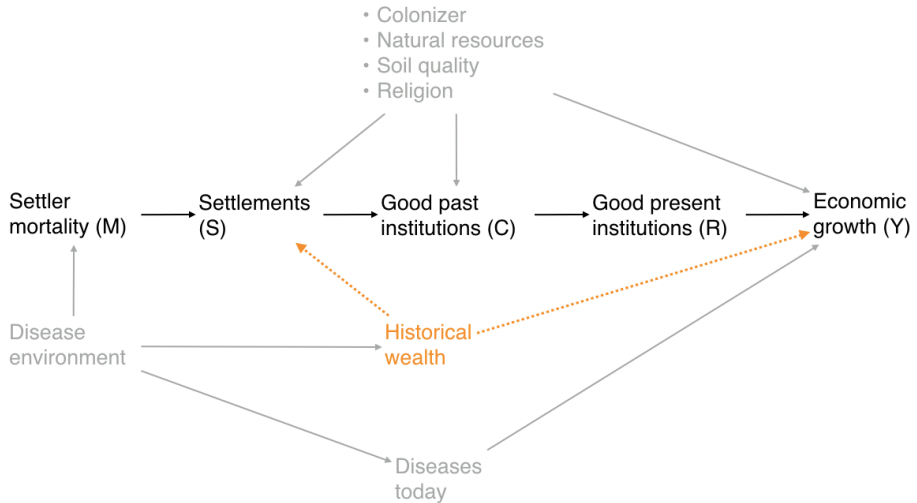 • Colonizer
• Natural resources
• Soil quality
• Religion
Settler
mortality (M)
Settlements
(S)
Good past
institutions (C)
Good present
institutions (R)
Economic
growth (Y)
Disease
environment
Historical
wealth
Diseases
today